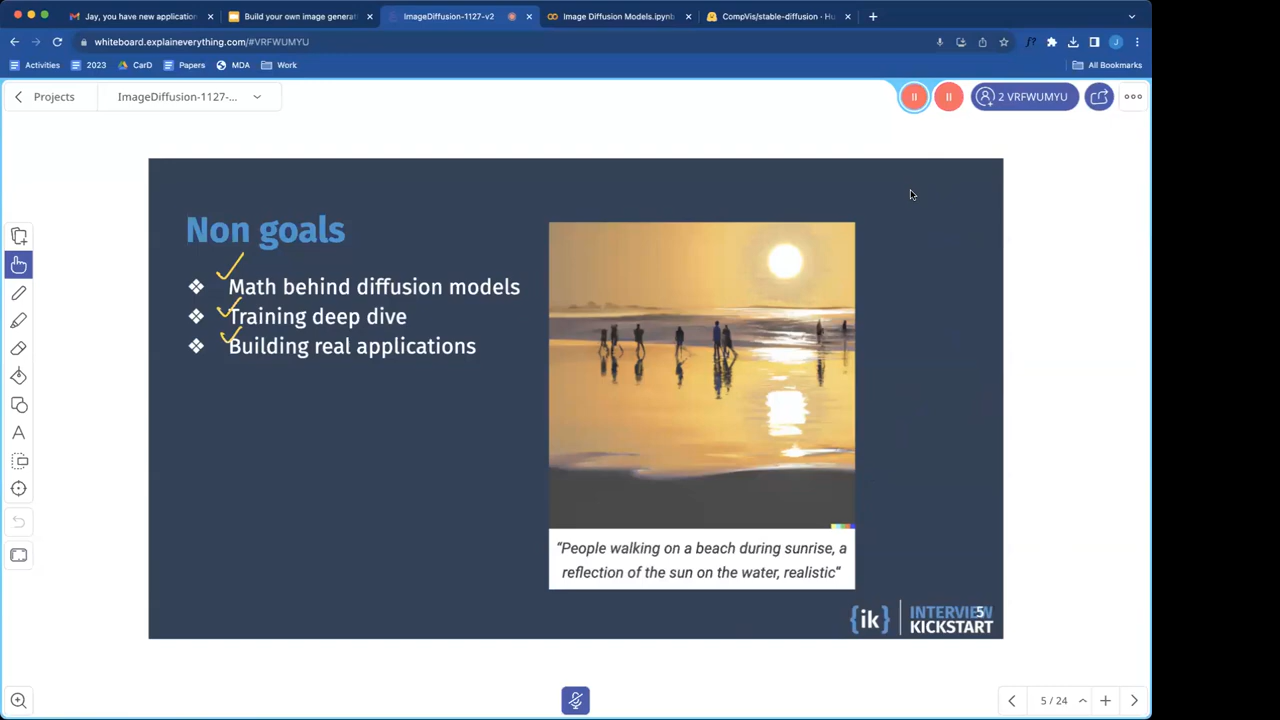 Jay, you have new application
Build your own image generat
ImageDiffusion-1127-v2
Image Diffusion Models.ipynb
CompVis/stable-diffusion · Hu
whiteboard.explaineverything.com/#VRFWUMYU
J
Activities
2023
CarD
Papers
MDA
Work
All Bookmarks
Projects
ImageDiffusion-1127-...
2 VRFWUMYU
Non goals
Math behind diffusion models
Training deep dive
Building real applications
“People walking on a beach during sunrise, a
reflection of the sun on the water, realistic“
{ik}
INTERVIEW
KICKSTART
5
5 / 24